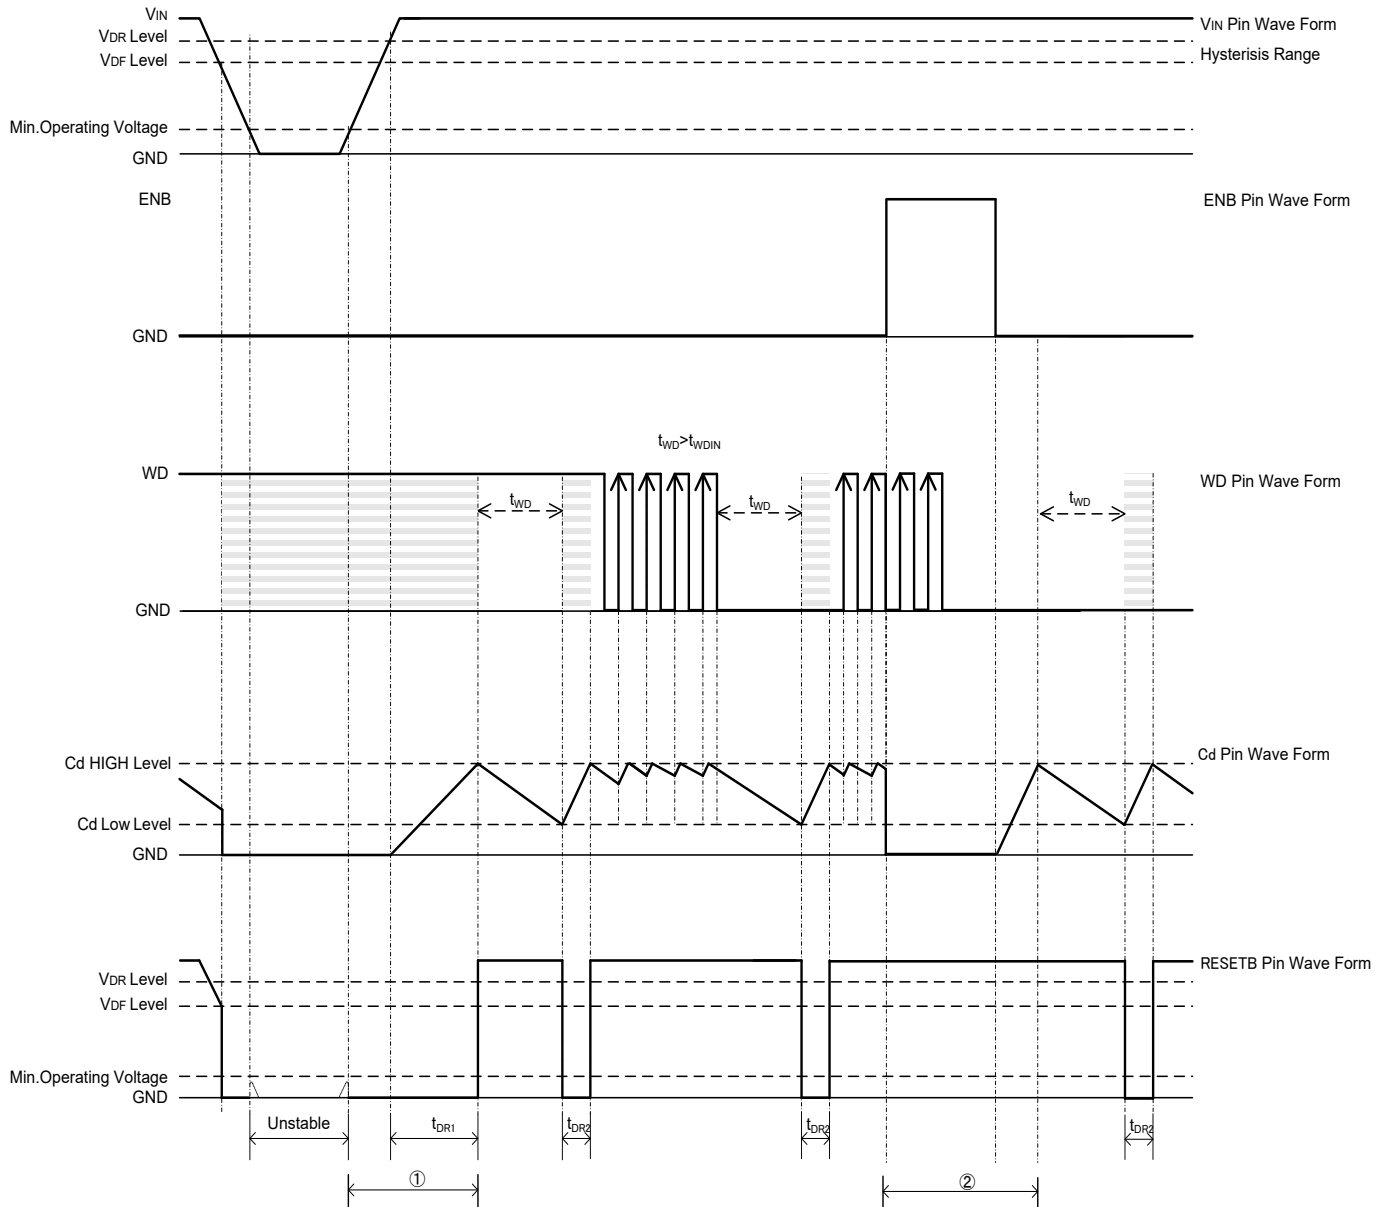 VIN
VIN Pin Wave Form
VDR Level
Hysterisis Range
VDF Level
Min.Operating Voltage
GND
ENB
ENB Pin Wave Form
GND
tWD>tWDIN
WD
WD Pin Wave Form
tWD
tWD
tWD
GND
Cd HIGH Level
Cd Pin Wave Form
Cd Low Level
GND
RESETB Pin Wave Form
VDR Level
VDF Level
Min.Operating Voltage
GND
Unstable
tDR1
tDR2
tDR2
tDR2
①
②